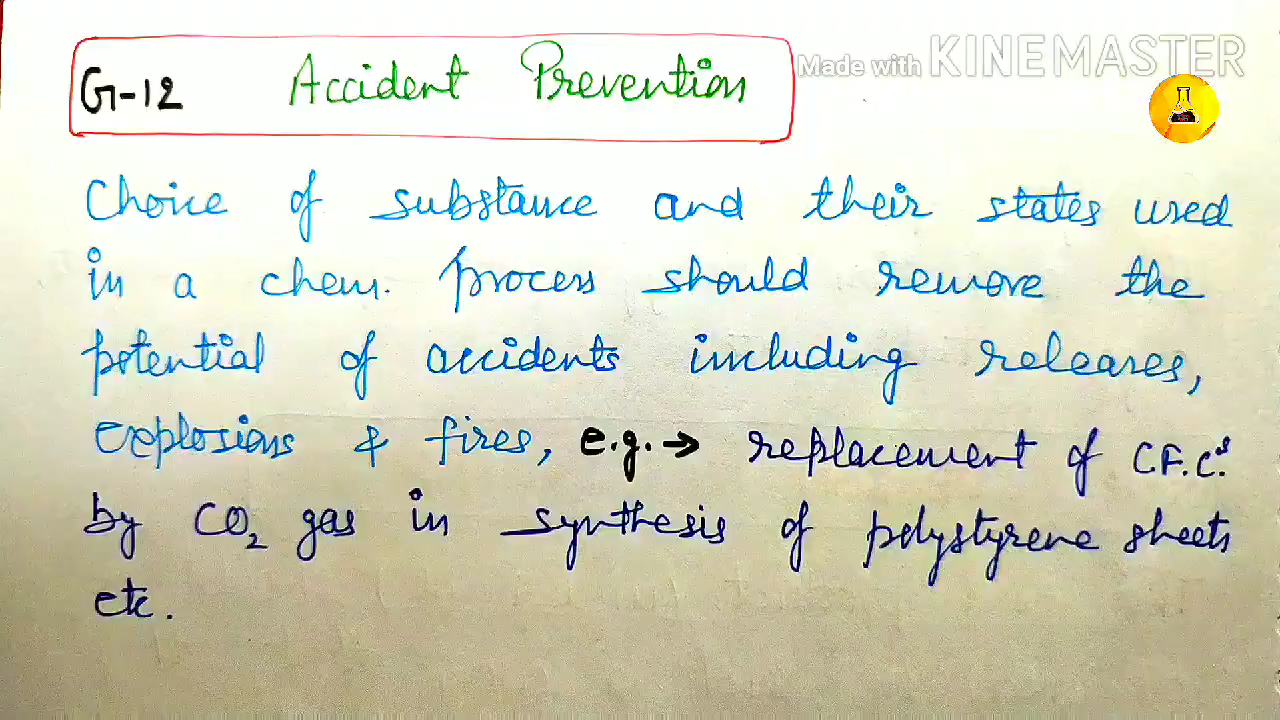 G-12 Accident Prevention
Made with KINEMASTER
Choice of substance and their states used
in a chem. process should remove the
potential of accidents including releases,
explosions & fires, e.g. → replacement of C.F.C.s
by CO₂ gas in synthesis of polystyrene sheets
etc.